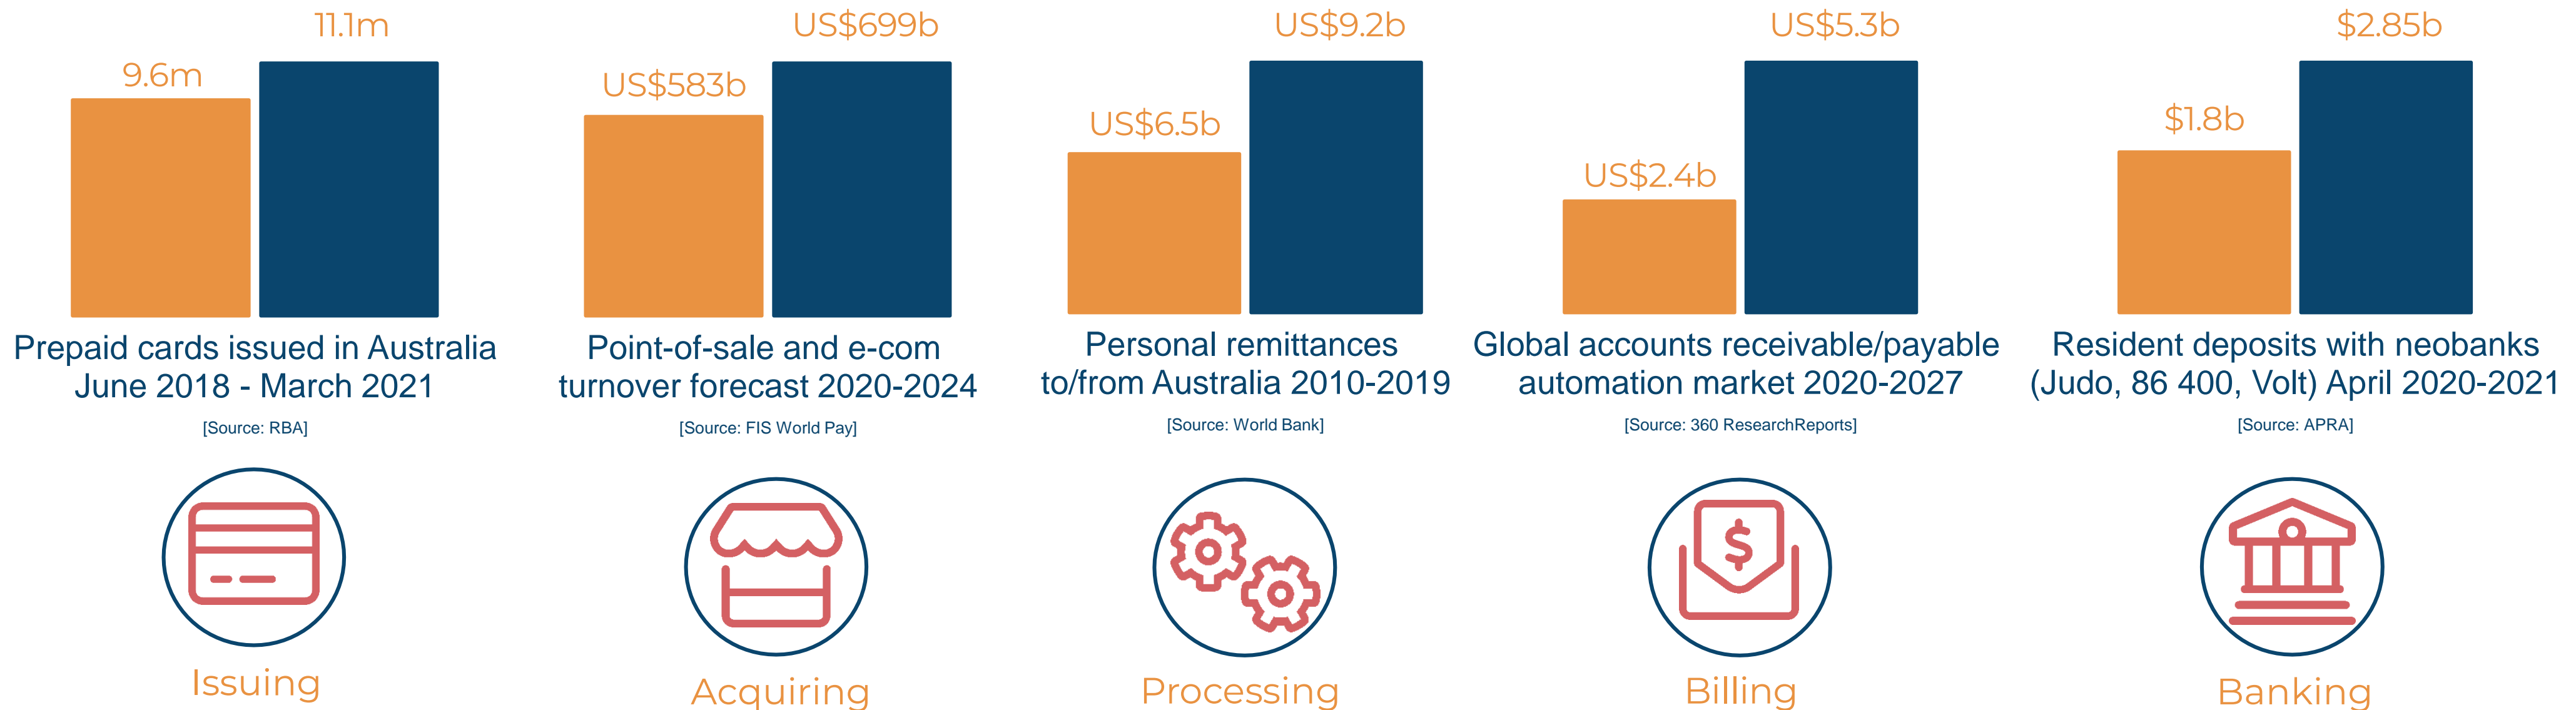 9.6m
11.1m
Prepaid cards issued in Australia
June 2018 - March 2021
[Source: RBA]
Issuing
US$583b
US$699b
Point-of-sale and e-com
turnover forecast 2020-2024
[Source: FIS World Pay]
Acquiring
US$6.5b
US$9.2b
Personal remittances
to/from Australia 2010-2019
[Source: World Bank]
Processing
US$2.4b
US$5.3b
Global accounts receivable/payable
automation market 2020-2027
[Source: 360 ResearchReports]
$
Billing
$1.8b
$2.85b
Resident deposits with neobanks
(Judo, 86 400, Volt) April 2020-2021
[Source: APRA]
Banking